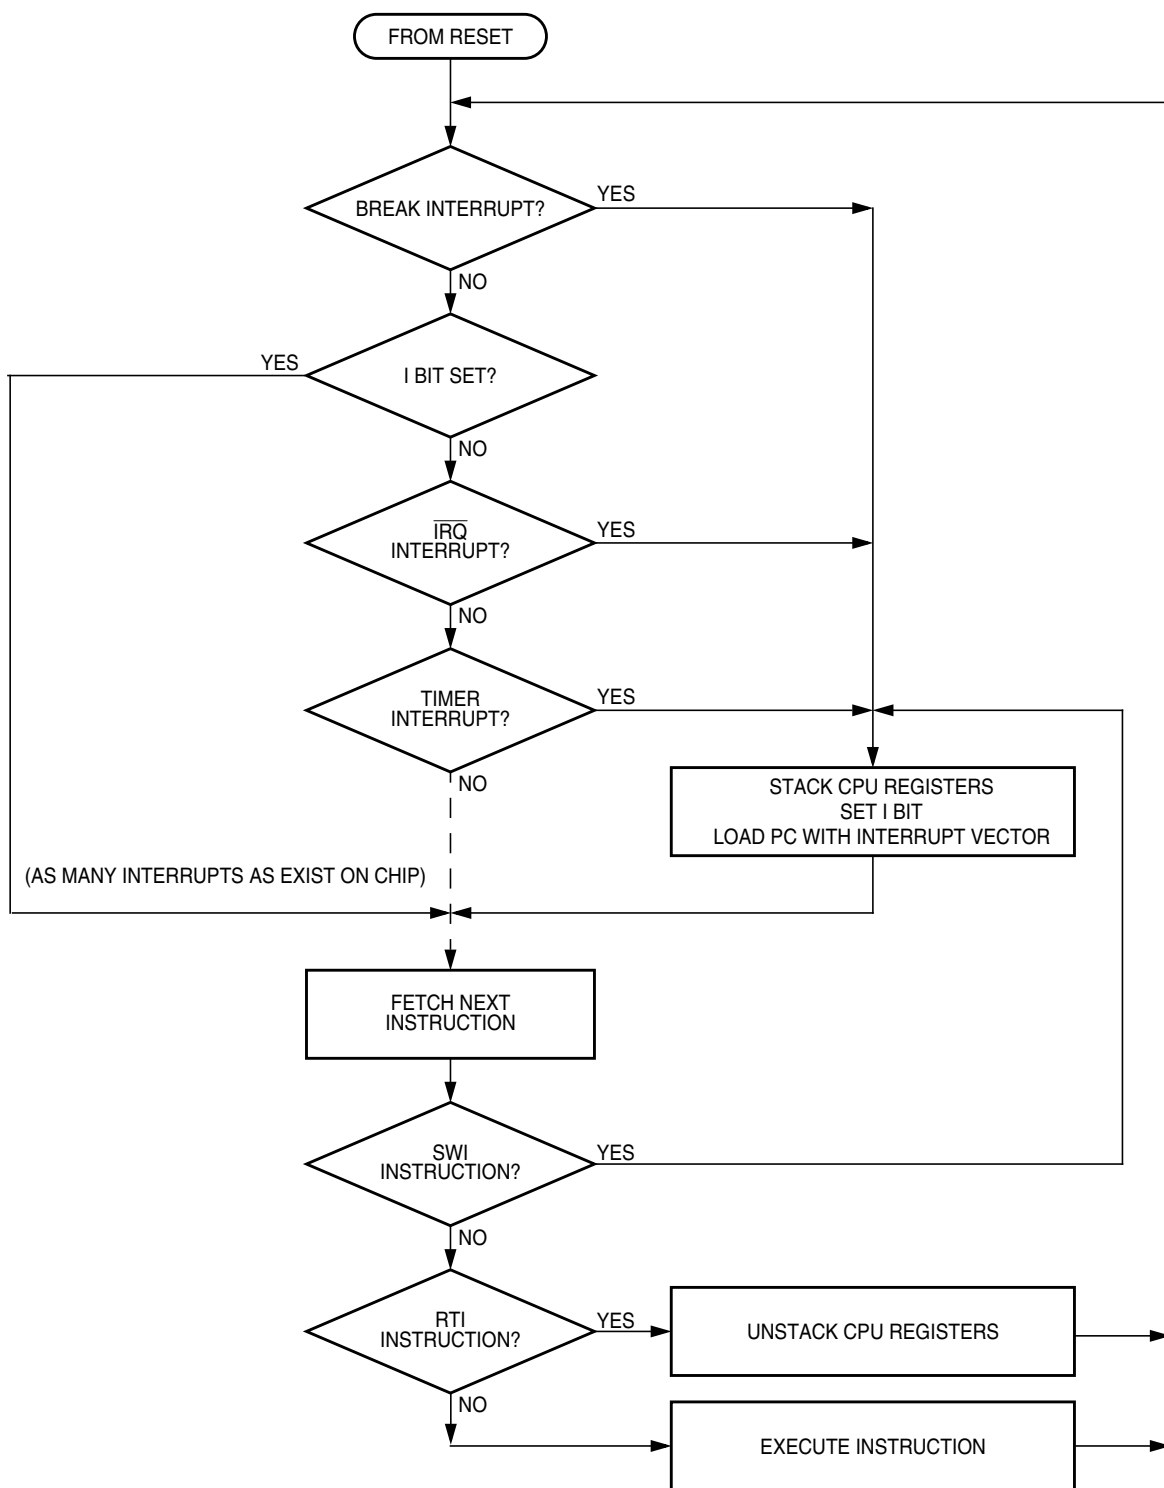 FROM RESET
BREAK INTERRUPT?
YES
NO
YES
I BIT SET?
NO
IRQ
INTERRUPT?
YES
NO
TIMER
INTERRUPT?
YES
NO
STACK CPU REGISTERS
SET I BIT
LOAD PC WITH INTERRUPT VECTOR
(AS MANY INTERRUPTS AS EXIST ON CHIP)
FETCH NEXT
INSTRUCTION
SWI
INSTRUCTION?
YES
NO
RTI
INSTRUCTION?
YES
UNSTACK CPU REGISTERS
NO
EXECUTE INSTRUCTION